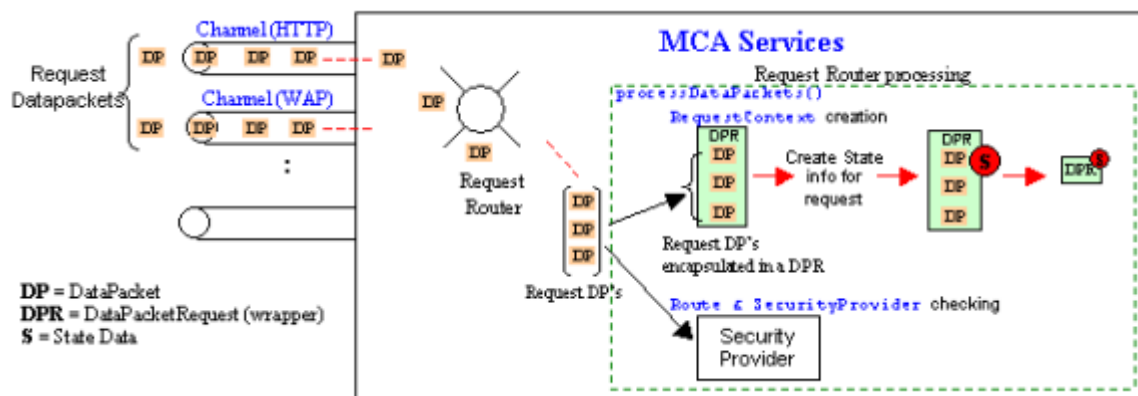 Channel (HTTP)
DP DP DP DP DP
Request
Datapackets
Channel (WAP)
DP DP DP DP
:
DP
DP
Request
Router
DP
DP
DP
Request DP's
MCA Services
Request Router processing
processDataPackets()
RequestContext creation
DPR
DP
DP
DP
Create State
info for
request
DPR
DP
DP
DP
S
DPR
S
Request DP's
encapsulated in a DPR
Route & SecurityProvider checking
Security
Provider
DP = DataPacket
DPR = DataPacketRequest (wrapper)
S = State Data